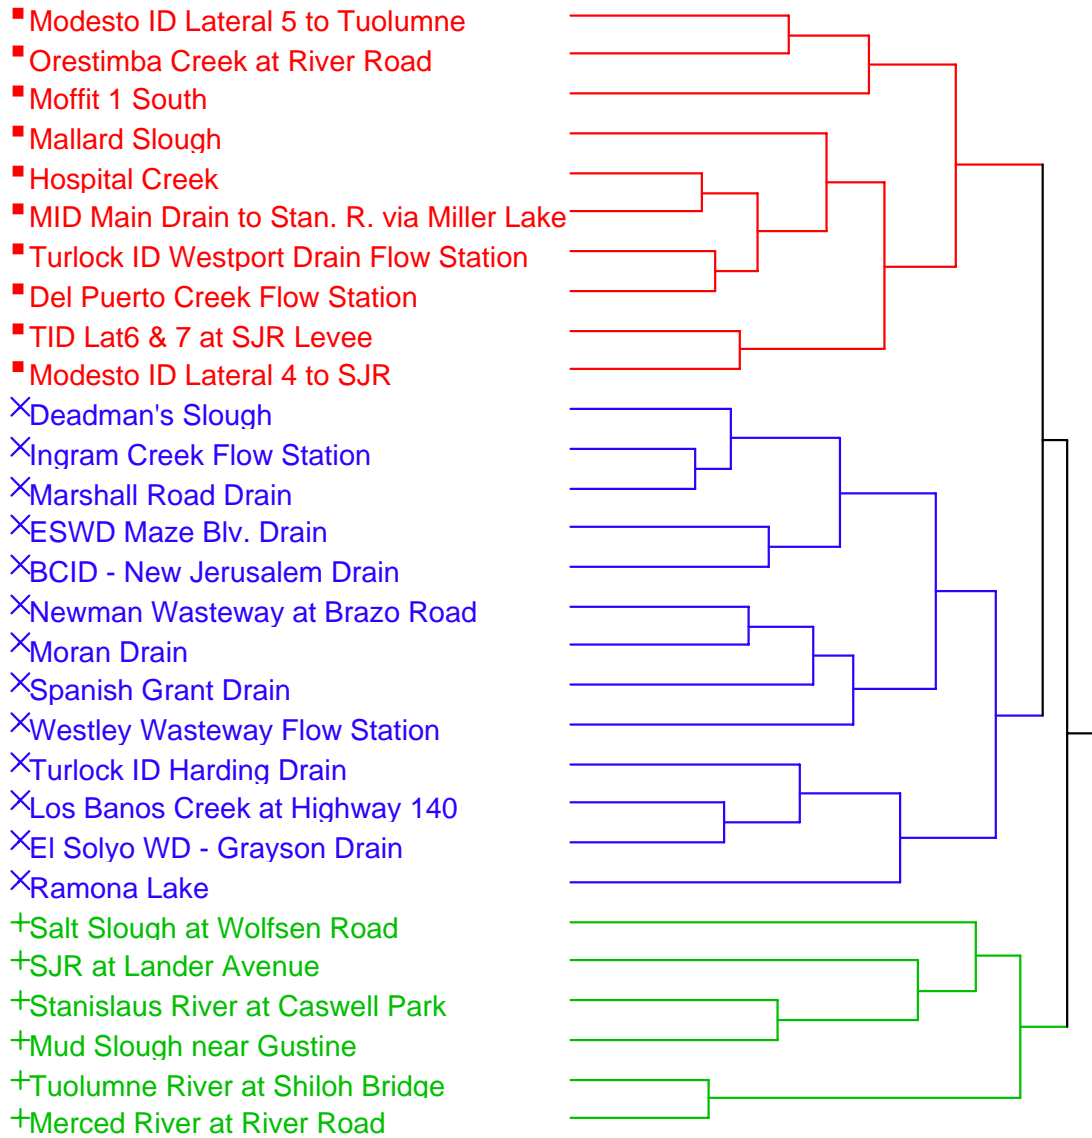 Modesto ID Lateral 5 to Tuolumne
Orestimba Creek at River Road
Moffit 1 South
Mallard Slough
Hospital Creek
MID Main Drain to Stan. R. via Miller Lake
Turlock ID Westport Drain Flow Station
Del Puerto Creek Flow Station
TID Lat6 & 7 at SJR Levee
Modesto ID Lateral 4 to SJR
Deadman's Slough
Ingram Creek Flow Station
Marshall Road Drain
ESWD Maze Blv. Drain
BCID - New Jerusalem Drain
Newman Wasteway at Brazo Road
Moran Drain
Spanish Grant Drain
Westley Wasteway Flow Station
Turlock ID Harding Drain
Los Banos Creek at Highway 140
El Solyo WD - Grayson Drain
Ramona Lake
Salt Slough at Wolfsen Road
SJR at Lander Avenue
Stanislaus River at Caswell Park
Mud Slough near Gustine
Tuolumne River at Shiloh Bridge
Merced River at River Road